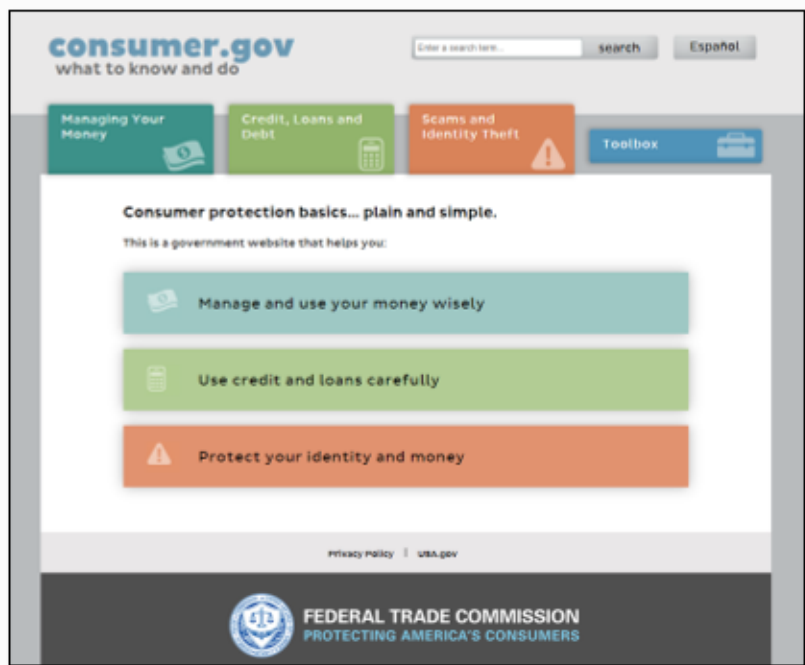 consumer.gov
what to know and do
Enter a search term...
search
Español
Managing Your
Money
Credit, Loans and
Debt
Scams and
Identity Theft
Toolbox
Consumer protection basics... plain and simple.
This is a government website that helps you:
Manage and use your money wisely
Use credit and loans carefully
Protect your identity and money
Privacy Policy | USA.gov
FEDERAL TRADE COMMISSION
PROTECTING AMERICA'S CONSUMERS